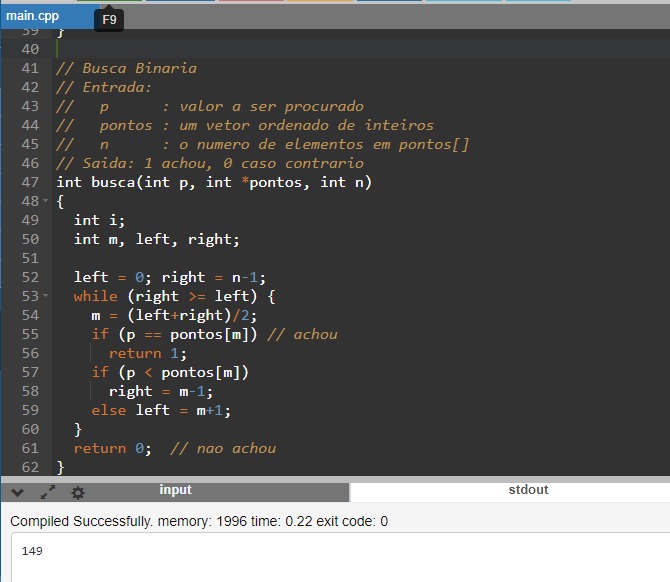 main.cpp
F9
39 }
40
41 // Busca Binaria
42 // Entrada:
43 //   p      : valor a ser procurado
44 //   pontos : um vetor ordenado de inteiros
45 //   n      : o numero de elementos em pontos[]
46 // Saida: 1 achou, 0 caso contrario
47 int busca(int p, int *pontos, int n)
48 {
49   int i;
50   int m, left, right;
51
52   left = 0; right = n-1;
53   while (right >= left) {
54     m = (left+right)/2;
55     if (p == pontos[m]) // achou
56       return 1;
57     if (p < pontos[m])
58       right = m-1;
59     else left = m+1;
60   }
61   return 0;  // nao achou
62 }
input stdout
Compiled Successfully. memory: 1996 time: 0.22 exit code: 0
149